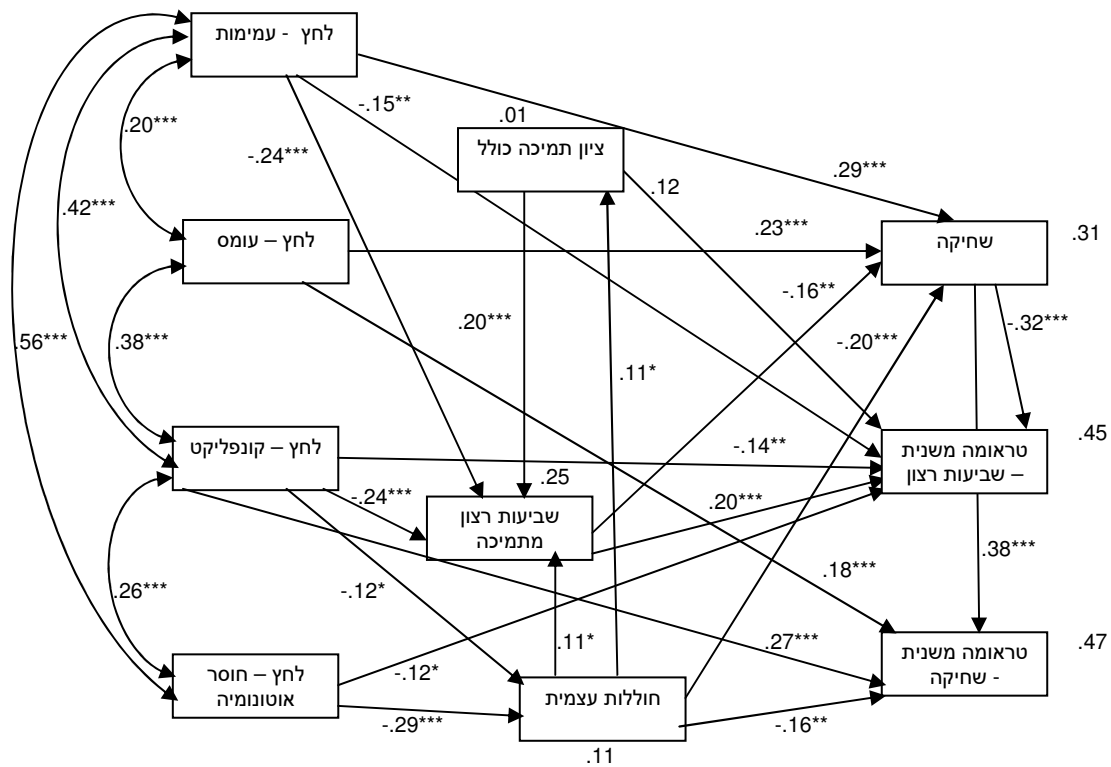 לחץ - עמימות
-.15**
.01
.20***
ציון תמיכה כולל
-.24***
.29***
.12
.42***
לחץ – עומס
.23***
שחיקה
.31
-.16**
.56***
.38***
.20***
-.20***
-.32***
.11*
לחץ – קונפליקט
-.14**
טראומה משנית
– שביעות רצון
.45
-.24***
.25
שביעות רצון
מתמיכה
.20***
.38***
.26***
-.12*
.18***
.11*
.27***
טראומה משנית
- שחיקה
.47
לחץ – חוסר
אוטונומיה
-.12*
חוללות עצמית
-.29***
-.16**
.11